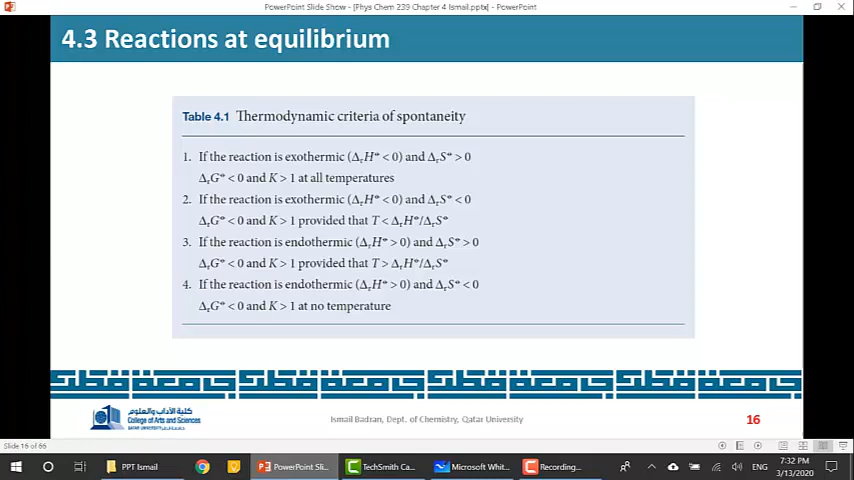 PowerPoint Slide Show - [Phys Chem 239 Chapter 4 Ismail.pptx] - PowerPoint
4.3 Reactions at equilibrium
Table 4.1 Thermodynamic criteria of spontaneity
1. If the reaction is exothermic (ΔrH° < 0) and ΔrS° > 0
ΔrG° < 0 and K > 1 at all temperatures
2. If the reaction is exothermic (ΔrH° < 0) and ΔrS° < 0
ΔrG° < 0 and K > 1 provided that T < ΔrH°/ΔrS°
3. If the reaction is endothermic (ΔrH° > 0) and ΔrS° > 0
ΔrG° < 0 and K > 1 provided that T > ΔrH°/ΔrS°
4. If the reaction is endothermic (ΔrH° > 0) and ΔrS° < 0
ΔrG° < 0 and K > 1 at no temperature
كلية الآداب والعلوم
College of Arts and Sciences
QATAR UNIVERSITY
Ismail Badran, Dept. of Chemistry, Qatar University
16
Slide 16 of 66
PPT Ismail
PowerPoint Sli...
TechSmith Ca...
Microsoft Whit...
Recording...
ENG
7:32 PM
3/13/2020